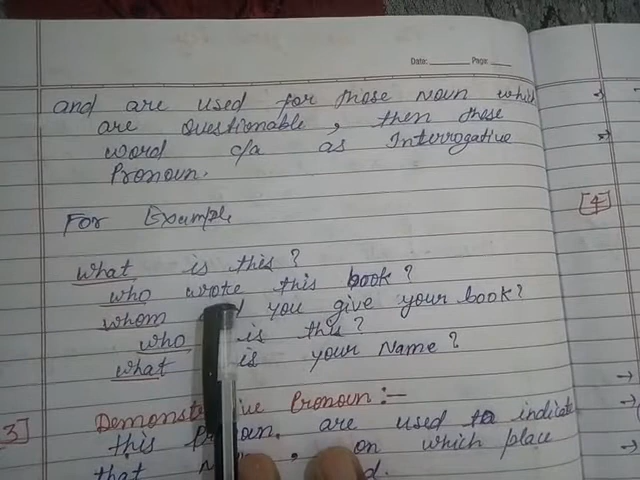 Date: Page:
and are used for those Noun which
are Questionable, then these
word c/a as Interrogative
Pronoun.
For Example
[4]
what is this?
who wrote this book?
whom you give your book?
who is this?
what is your Name?
[3] Demonst ive Pronoun:-
this are used to indicate
on which place
that